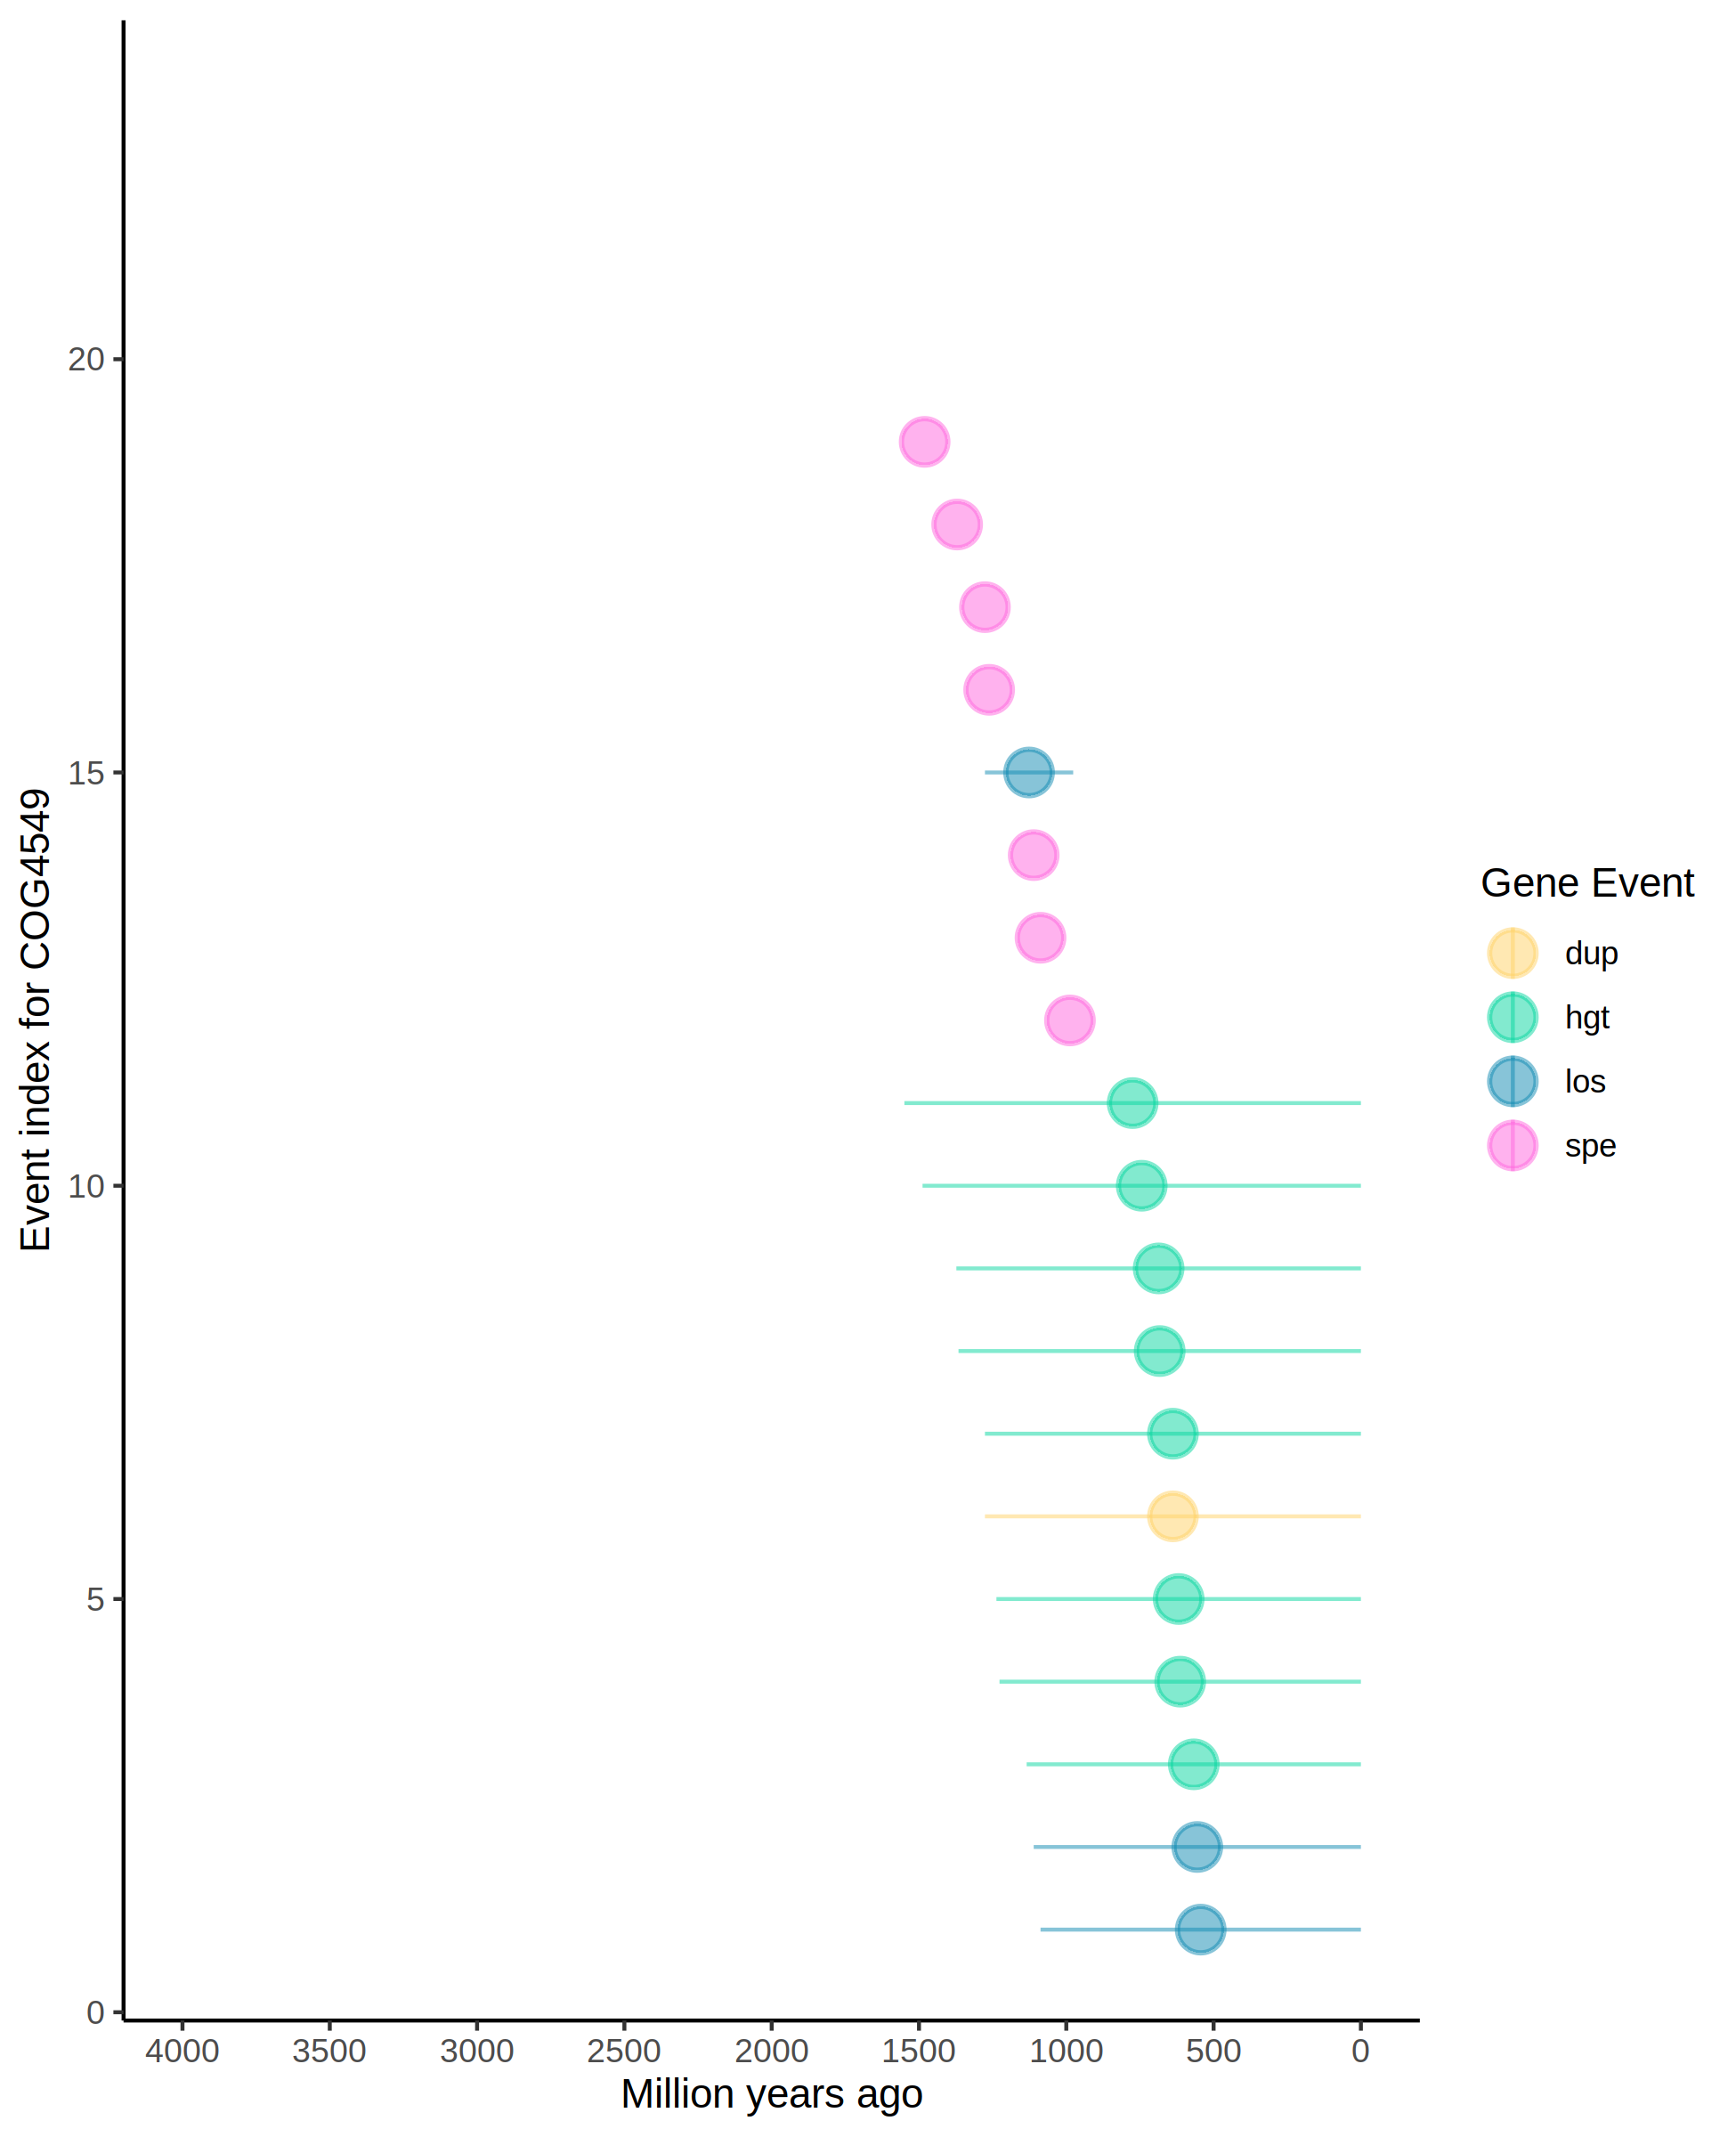 Event index for COG4549
20
15
10
5
0
4000 3500 3000 2500 2000 1500 1000 500 0
Million years ago
Gene Event
dup
hgt
los
spe